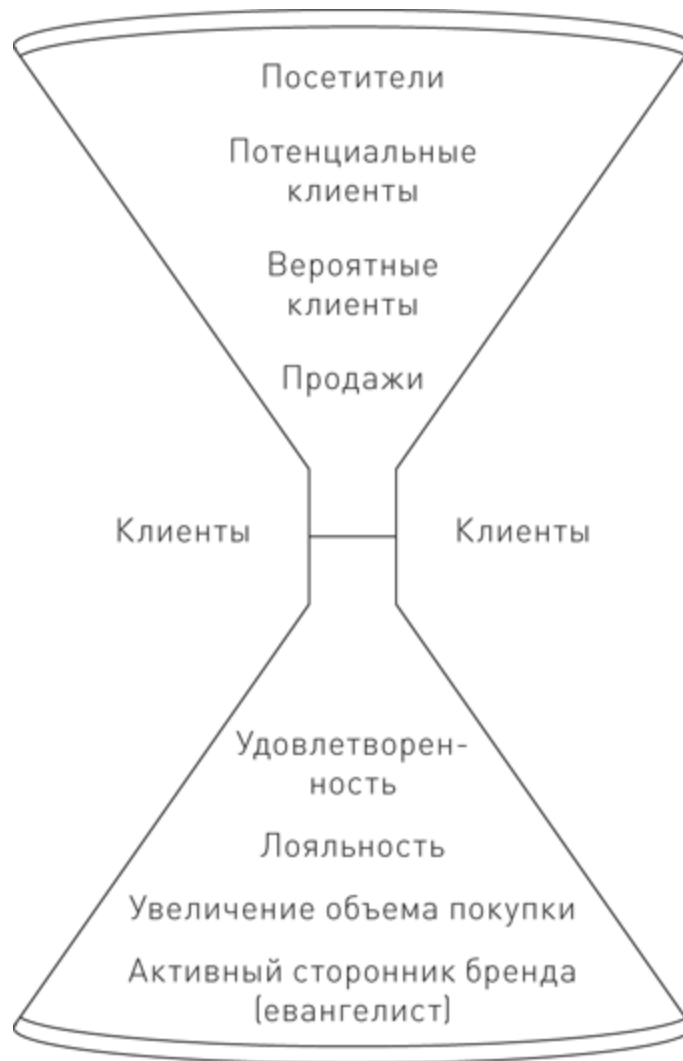 Посетители
Потенциальные
клиенты
Вероятные
клиенты
Продажи
Клиенты Клиенты
Удовлетворен-
ность
Лояльность
Увеличение объема покупки
Активный сторонник бренда
(евангелист)